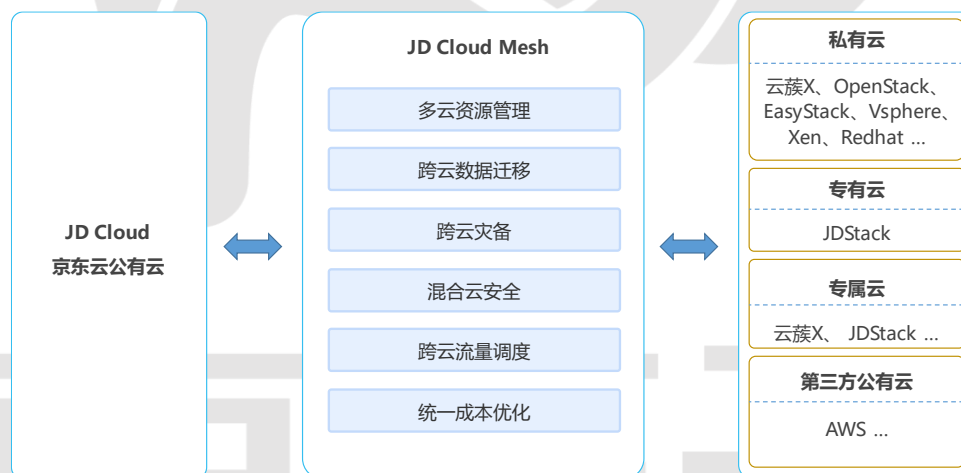 JD Cloud
京东云公有云
JD Cloud Mesh
多云资源管理
跨云数据迁移
跨云灾备
混合云安全
跨云流量调度
统一成本优化
私有云
云蔟X、OpenStack、
EasyStack、Vsphere、
Xen、Redhat ...
专有云
JDStack
专属云
云蔟X、 JDStack ...
第三方公有云
AWS ...